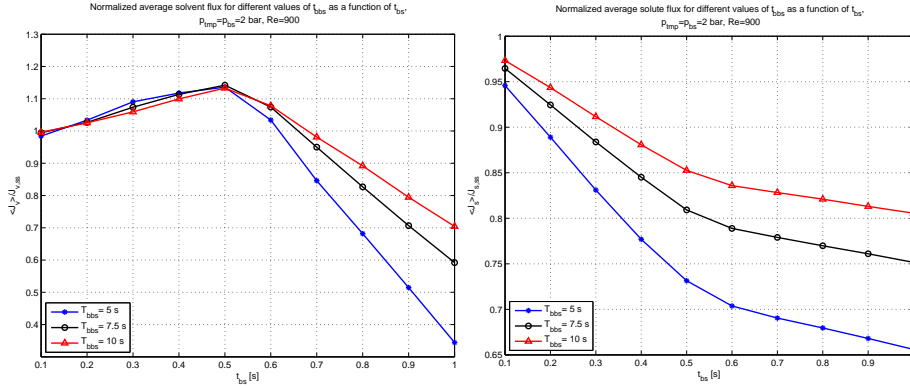 Normalized average solvent flux for different values of t_bbs as a function of t_bs,
p_tmp=p_bs=2 bar, Re=900
1.3
1.2
1.1
1
0.9
0.8
0.7
0.6
0.5
0.4
<J_v>/J_v,ss
T_bbs= 5 s
T_bbs= 7.5 s
T_bbs= 10 s
0.1 0.2 0.3 0.4 0.5 0.6 0.7 0.8 0.9 1
t_bs [s]
Normalized average solute flux for different values of t_bbs as a function of t_bs,
p_tmp=p_bs=2 bar, Re=900
1
0.95
0.9
0.85
0.8
0.75
0.7
0.65
<J_s>/J_s,ss
T_bbs= 5 s
T_bbs= 7.5 s
T_bbs= 10 s
0.1 0.2 0.3 0.4 0.5 0.6 0.7 0.8 0.9
t_bs [s]